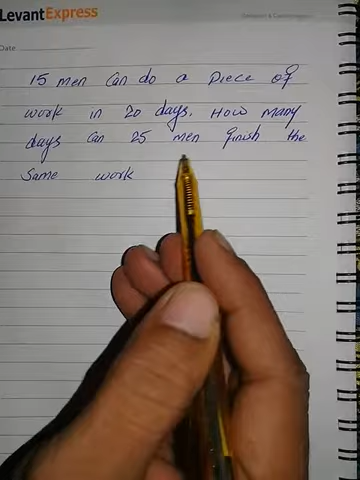 LevantExpress
Date
15 men can do a piece of
work in 20 days. How many
days can 25 men finish the
same work